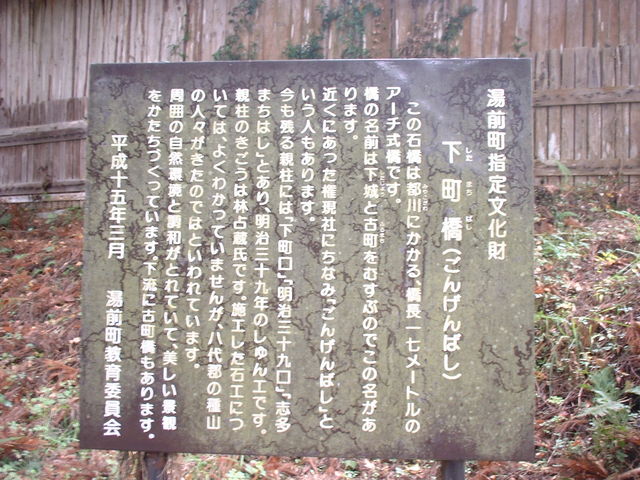 湯前町指定文化財
下町橋(ごんげんばし)
したまちばし
この石橋は都川にかかる、橋長一七メートルの
みやこがわ
アーチ式橋です。
橋の名前は下城と古町をむすぶのでこの名があ
ります。
近くにあった権現社にちなみ「ごんげんばし」と
いう人もあります。
今も残る親柱には、「下町口」「明治三十九口」、「志多
まちはし」とあり、明治三十九年のしゅん工です。
親柱のきごうは林占蔵氏です。施工した石工につ
いては、よくわかっていませんが、八代郡の種山
の人々がきたのではといわれています。
周囲の自然環境と調和がとれていて、美しい景観
をかたちづくっています。下流に古町橋もあります。
平成十五年三月 湯前町教育委員会